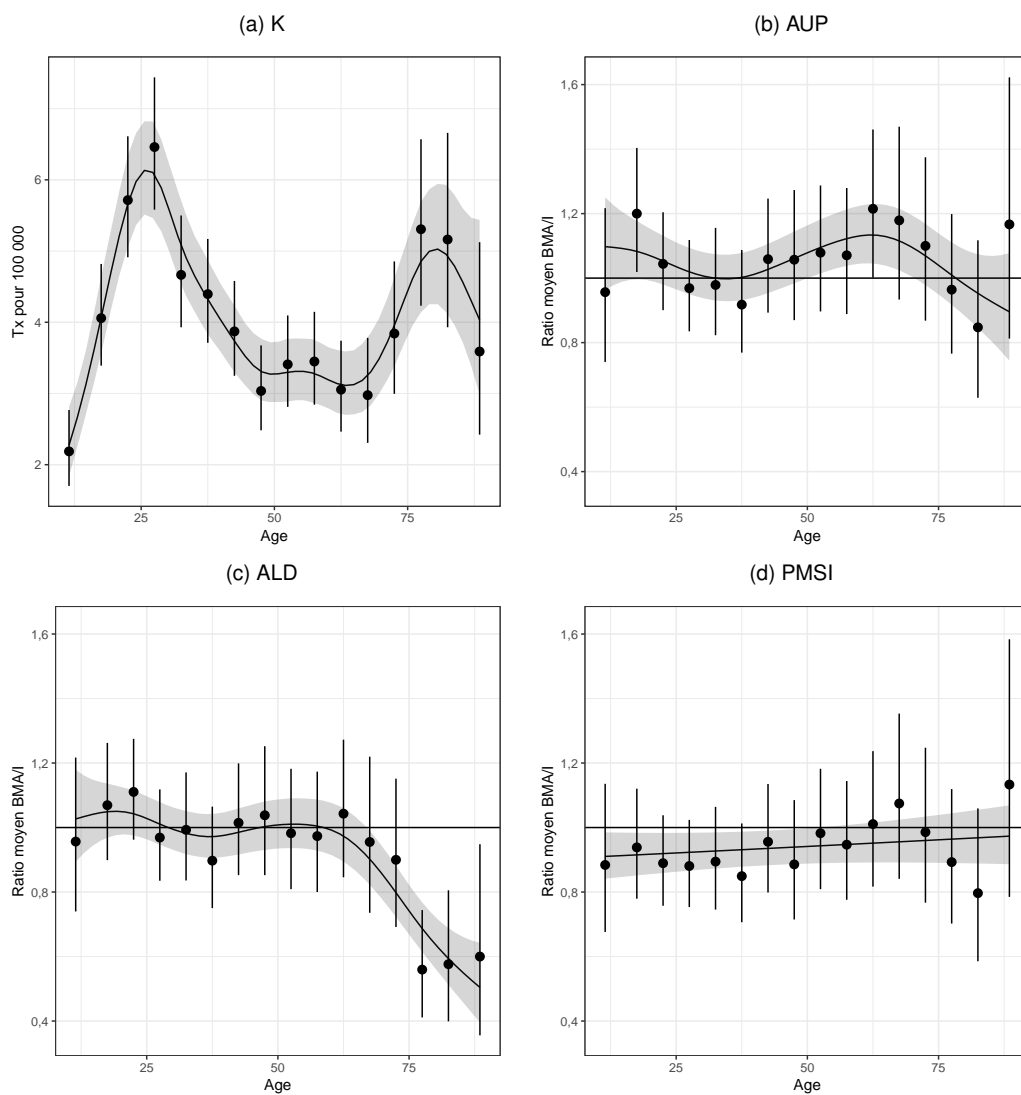 (a) K
Tx pour 100 000
6
4
2
25
50
75
Age
(b) AUP
Ratio moyen BMA/I
1,6
1,2
0,8
0,4
25
50
75
Age
(c) ALD
Ratio moyen BMA/I
1,6
1,2
0,8
0,4
25
50
75
Age
(d) PMSI
Ratio moyen BMA/I
1,6
1,2
0,8
0,4
25
50
75
Age